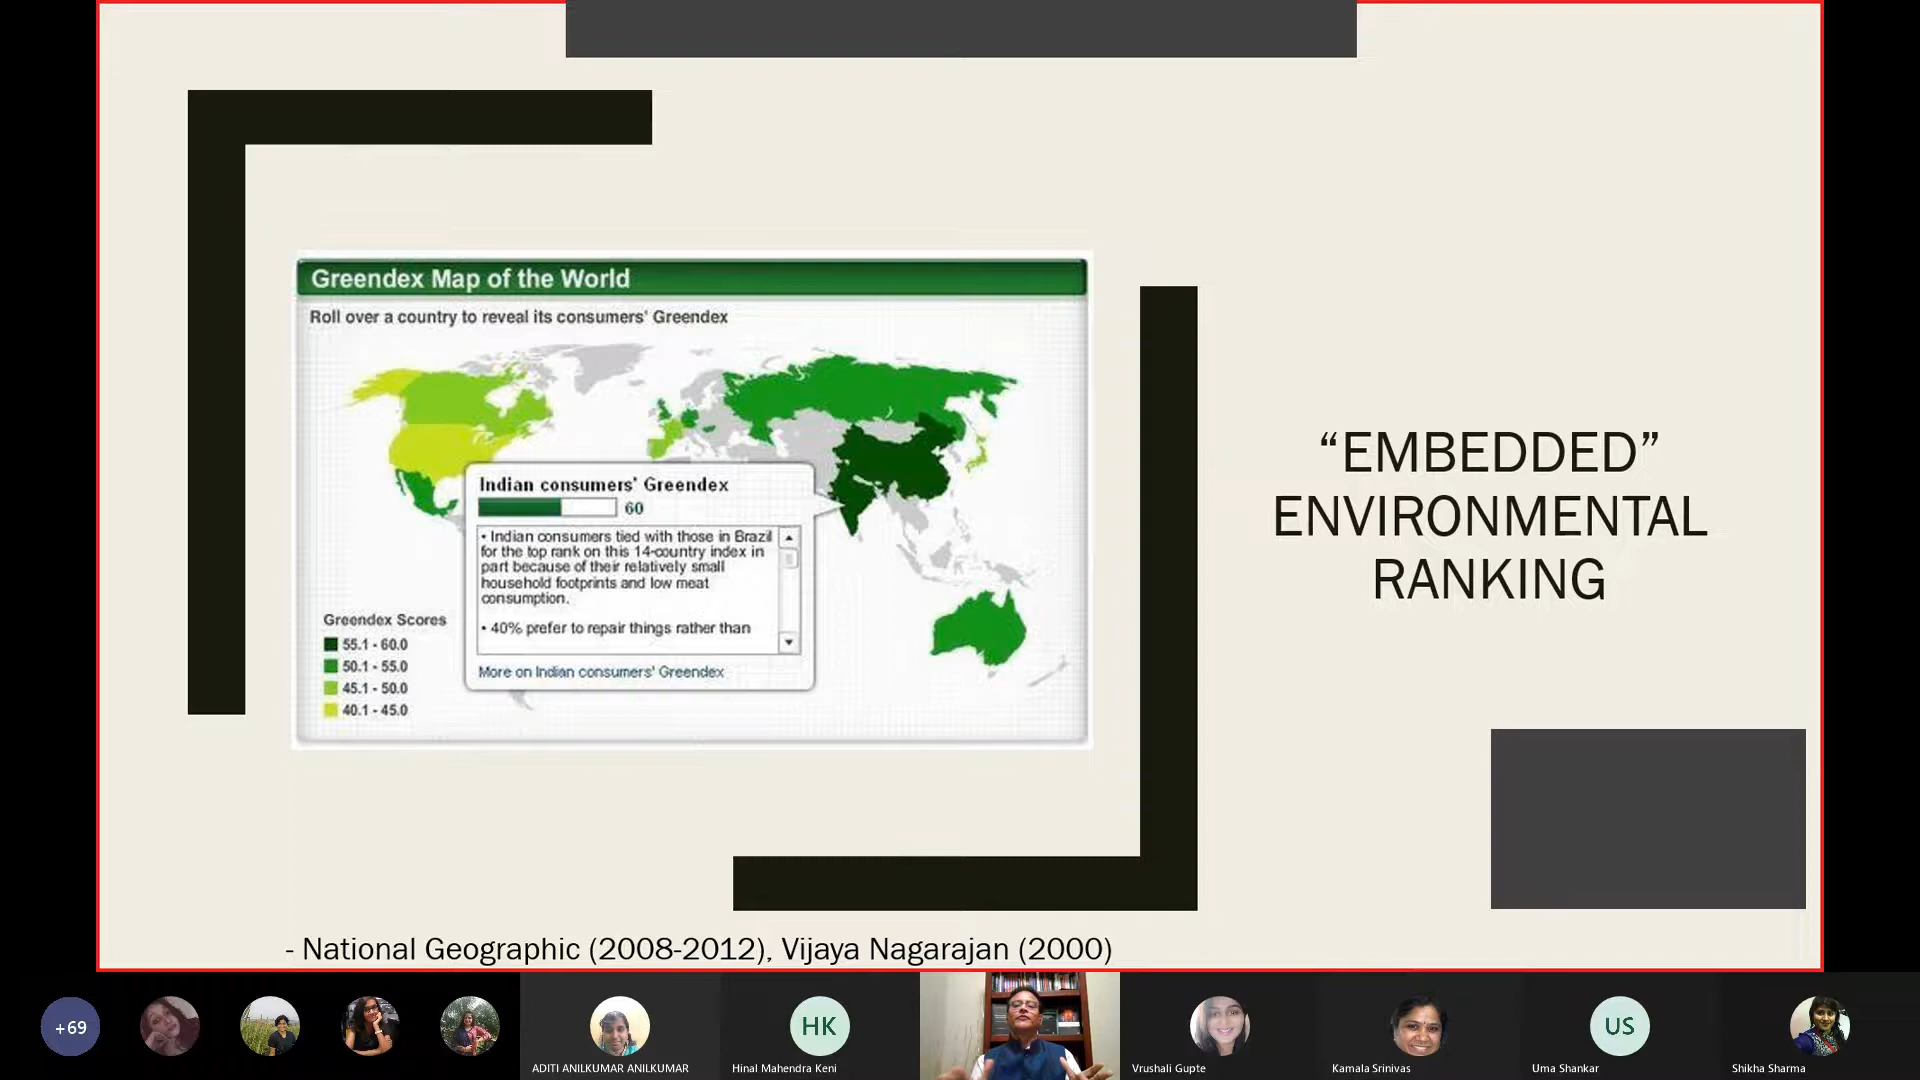 Greendex Map of the World
Roll over a country to reveal its consumers' Greendex
Indian consumers' Greendex
60
• Indian consumers tied with those in Brazil
for the top rank on this 14-country index in
part because of their relatively small
household footprints and low meat
consumption.
• 40% prefer to repair things rather than
More on Indian consumers' Greendex
Greendex Scores
55.1 - 60.0
50.1 - 55.0
45.1 - 50.0
40.1 - 45.0
“EMBEDDED”
ENVIRONMENTAL
RANKING
- National Geographic (2008-2012), Vijaya Nagarajan (2000)
+69
ADITI ANILKUMAR ANILKUMAR
HK
Hinal Mahendra Keni
Vrushali Gupte
Kamala Srinivas
US
Uma Shankar
Shikha Sharma